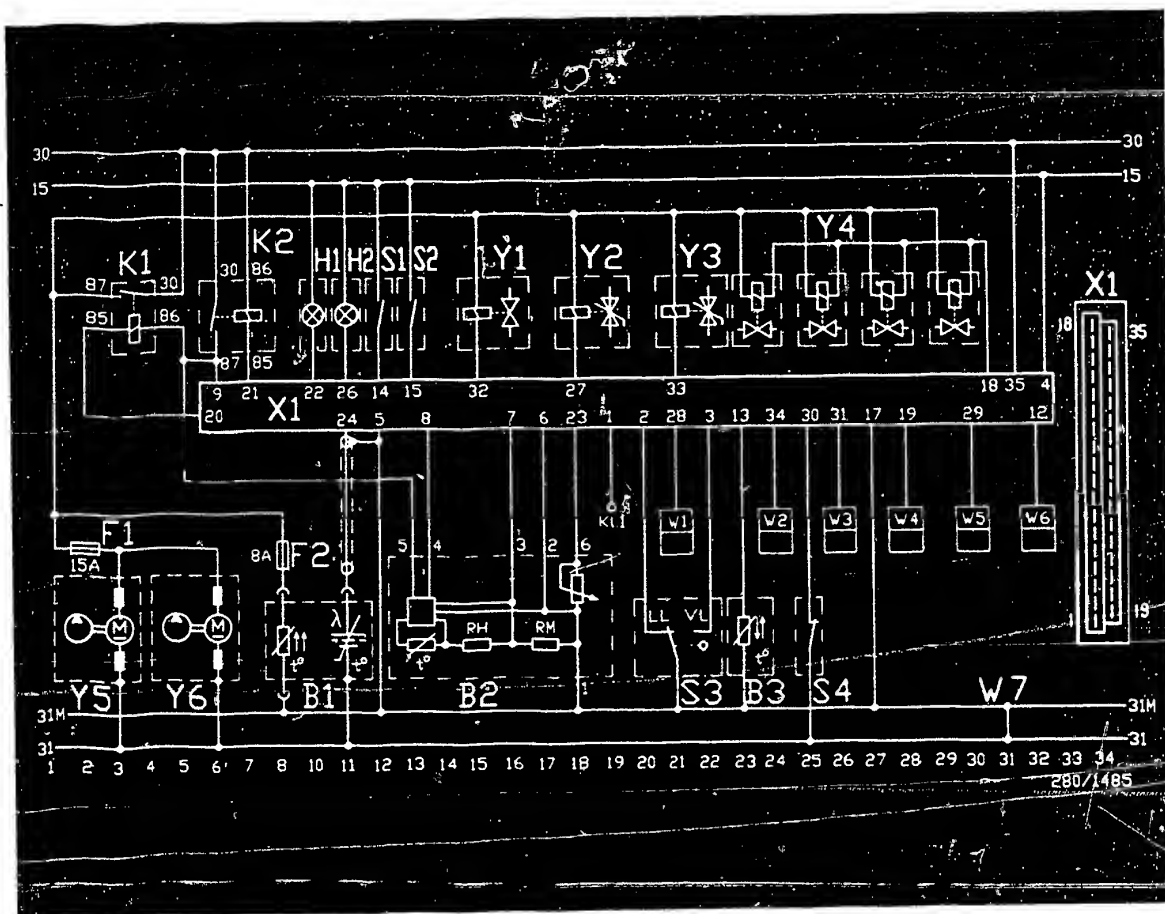 30 30
15 15
K2 Y4
K1 30 86 H1 H2 S1 S2 Y1 Y2 Y3
87 30 X1
85 86 18 35
87 85
9 21 22 26 14 15 32 27 33 18 35 4
20 X1
24 5 8 7 6 23 1 2 28 3 13 34 30 31 17 19 29 12
W1 W2 W3 W4 W5 W6
F1 5 4 3 2 6
15A 8A F2
1 19
M M λ RH RM LL VL
t° t° t° t°
Y5 Y6 B1 B2 1 S3 B3 S4 W7
31M 31M
31 31
1 2 3 4 5 6 7 8 10 11 12 13 14 15 16 17 18 19 20 21 22 23 24 25 26 27 28 29 30 31 32 33 34
280/1485